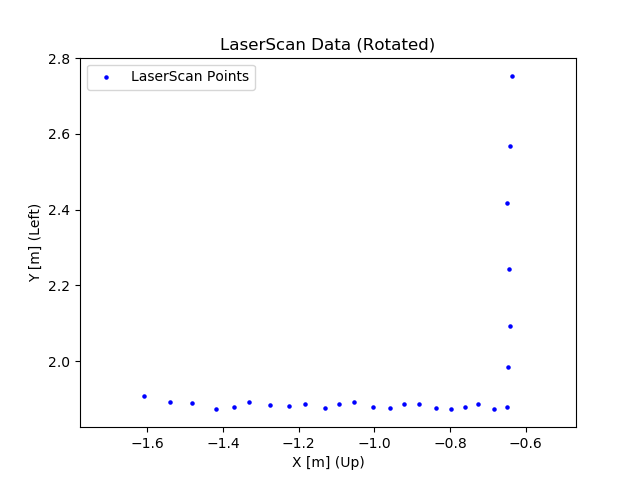 LaserScan Data (Rotated)
LaserScan Points
2.8
2.6
2.4
2.2
2.0
Y [m] (Left)
−1.6 −1.4 −1.2 −1.0 −0.8 −0.6
X [m] (Up)